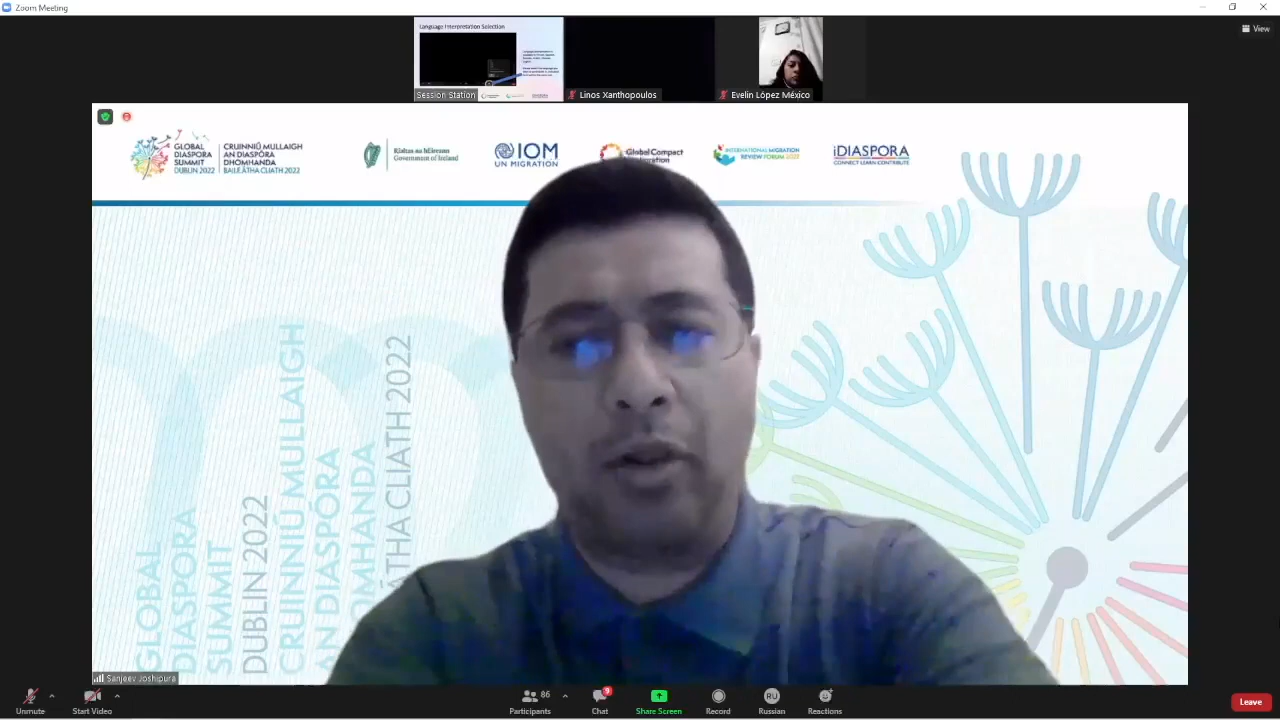 Zoom Meeting
View
Language Interpretation Selection
Session Station
Linos Xanthopoulos
Evelin López México
GLOBAL
DIASPORA
SUMMIT
DUBLIN 2022
CRUINNIÚ MULLAIGH
AN DIASPÓRA
DHOMHANDA
BAILE ÁTHA CLIATH 2022
Rialtas na hÉireann
Government of Ireland
IOM
UN MIGRATION
Global Compact
INTERNATIONAL MIGRATION
REVIEW FORUM 2022
iDIASPORA
CONNECT LEARN CONTRIBUTE
GLOBAL
DIASPORA
SUMMIT
DUBLIN 2022
CRUINNIÚ MULLAIGH
AN DIASPÓRA
ÁTHA CLIATH 2022
Sanjeev Joshipura
Unmute
Start Video
86
Participants
9
Chat
Share Screen
Record
RU
Russian
Reactions
Leave